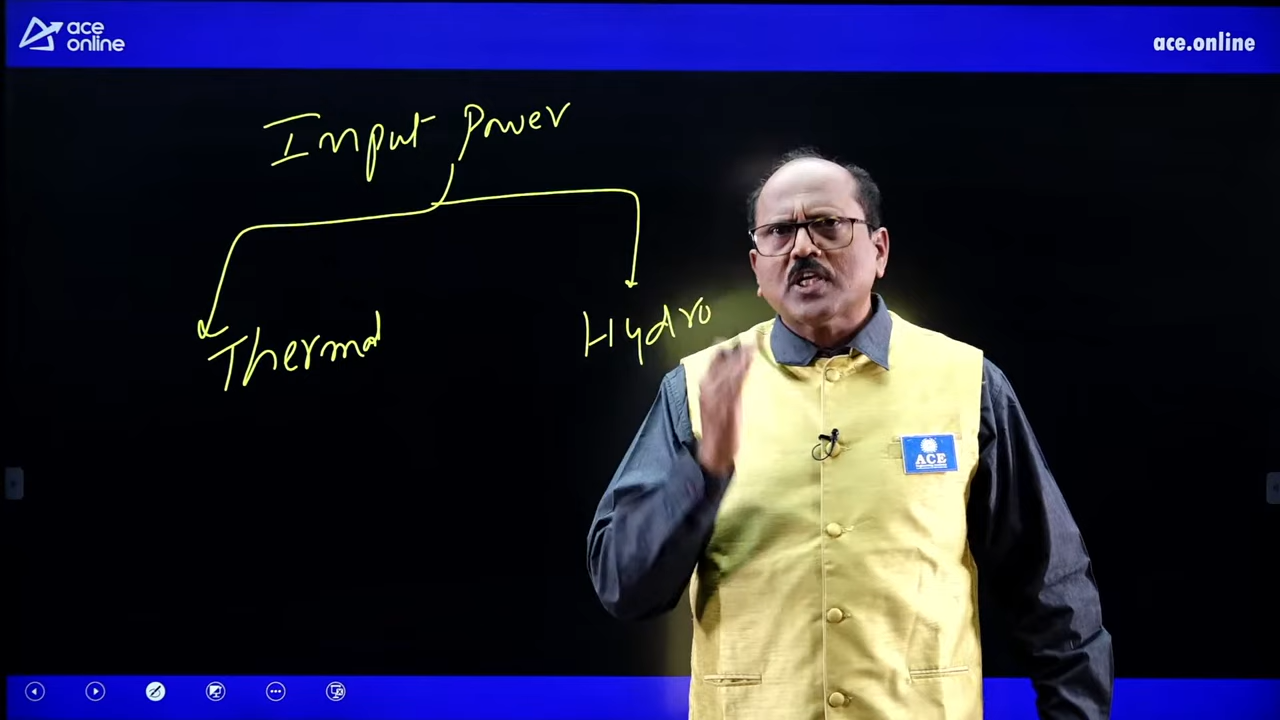 ace
online
ace.online
Input Power
Thermal
Hydro
ACE